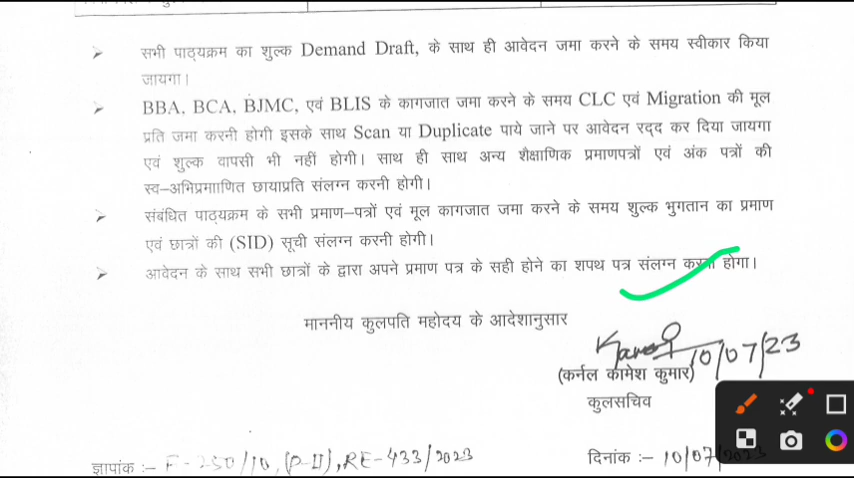 ➢ सभी पाठ्यक्रम का शुल्क Demand Draft, के साथ ही आवेदन जमा करने के समय स्वीकार किया
जायगा।
➢ BBA, BCA, BJMC, एवं BLIS के कागजात जमा करने के समय CLC एवं Migration की मूल
प्रति जमा करनी होगी इसके साथ Scan या Duplicate पाये जाने पर आवेदन रद्द कर दिया जायगा
एवं शुल्क वापसी भी नहीं होगी। साथ ही साथ अन्य शैक्षाणिक प्रमाणपत्रों एवं अंक पत्रों की
स्व–अभिप्रमााणित छायाप्रति संलग्न करनी होगी।
➢ संबंधित पाठ्यक्रम के सभी प्रमाण–पत्रों एवं मूल कागजात जमा करने के समय शुल्क भुगतान का प्रमाण
एवं छात्रों की (SID) सूची संलग्न करनी होगी।
➢ आवेदन के साथ सभी छात्रों के द्वारा अपने प्रमाण पत्र के सही होने का शपथ पत्र संलग्न करना होगा।
माननीय कुलपति महोदय के आदेशानुसार
10/07/23
(कर्नल कामेश कुमार)
कुलसचिव
ज्ञापांक :– F-250/10, (P-II), RE-433/2023
दिनांक :– 10/07/2023